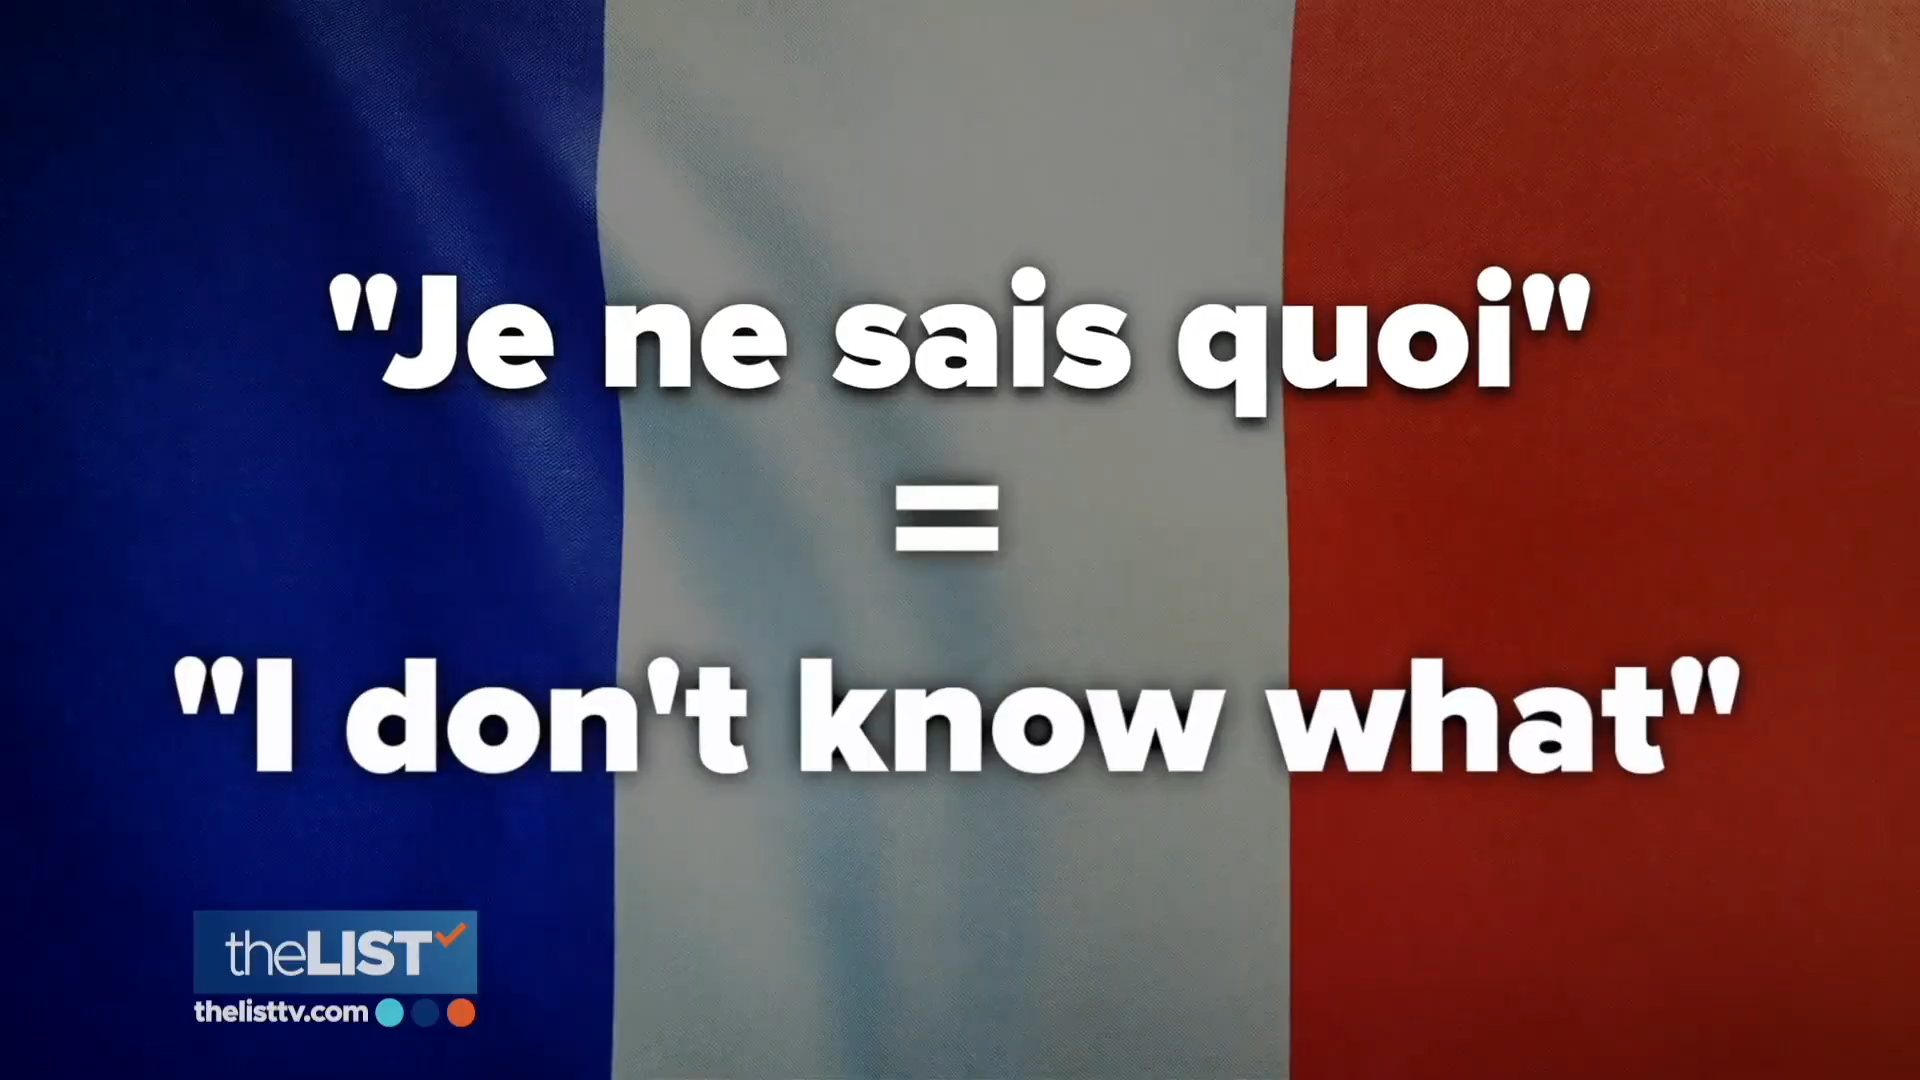 "Je ne sais quoi"
=
"I don't know what"
theLIST
thelisttv.com